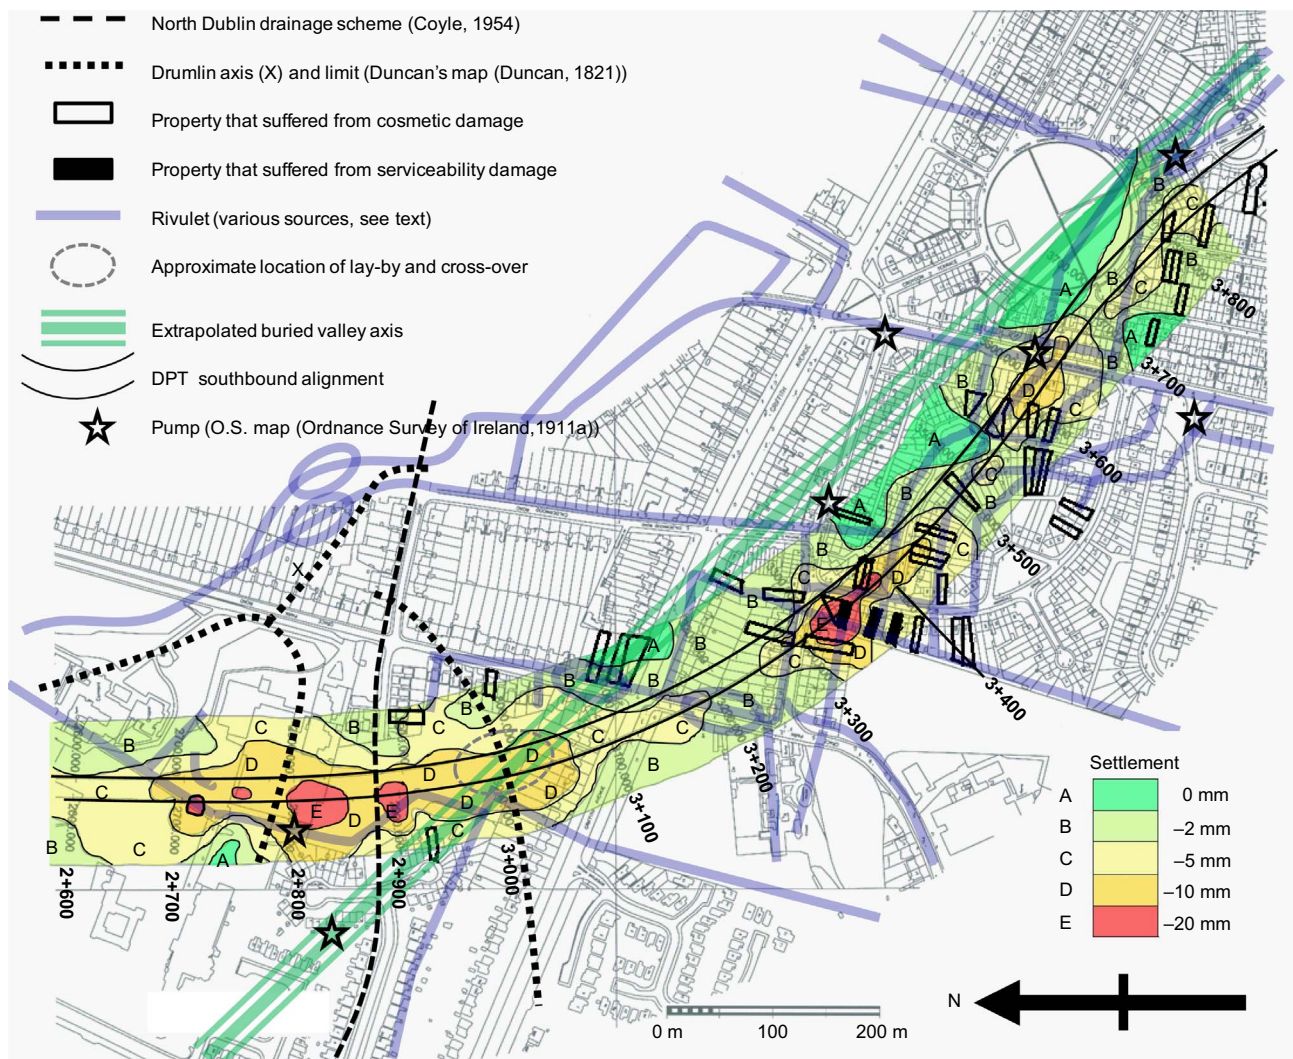 North Dublin drainage scheme (Coyle, 1954)
Drumlin axis (X) and limit (Duncan's map (Duncan, 1821))
Property that suffered from cosmetic damage
Property that suffered from serviceability damage
Rivulet (various sources, see text)
Approximate location of lay-by and cross-over
Extrapolated buried valley axis
DPT southbound alignment
Pump (O.S. map (Ordnance Survey of Ireland, 1911a))
B
C
B
A
B
C
3+800
A
D
B
C
3+700
B
A
C
B
3+600
A
B
C
D
C
3+500
X
B
E
D
3+400
A
B
B
B
C
B
3+300
B
C
B
C
B
C
D
D
D
B
3+200
C
E
D
E
D
D
C
3+100
B
C
A
2+600
2+700
2+800
2+900
3+000
Settlement
A 0 mm
B –2 mm
C –5 mm
D –10 mm
E –20 mm
N
0 m 100 200 m